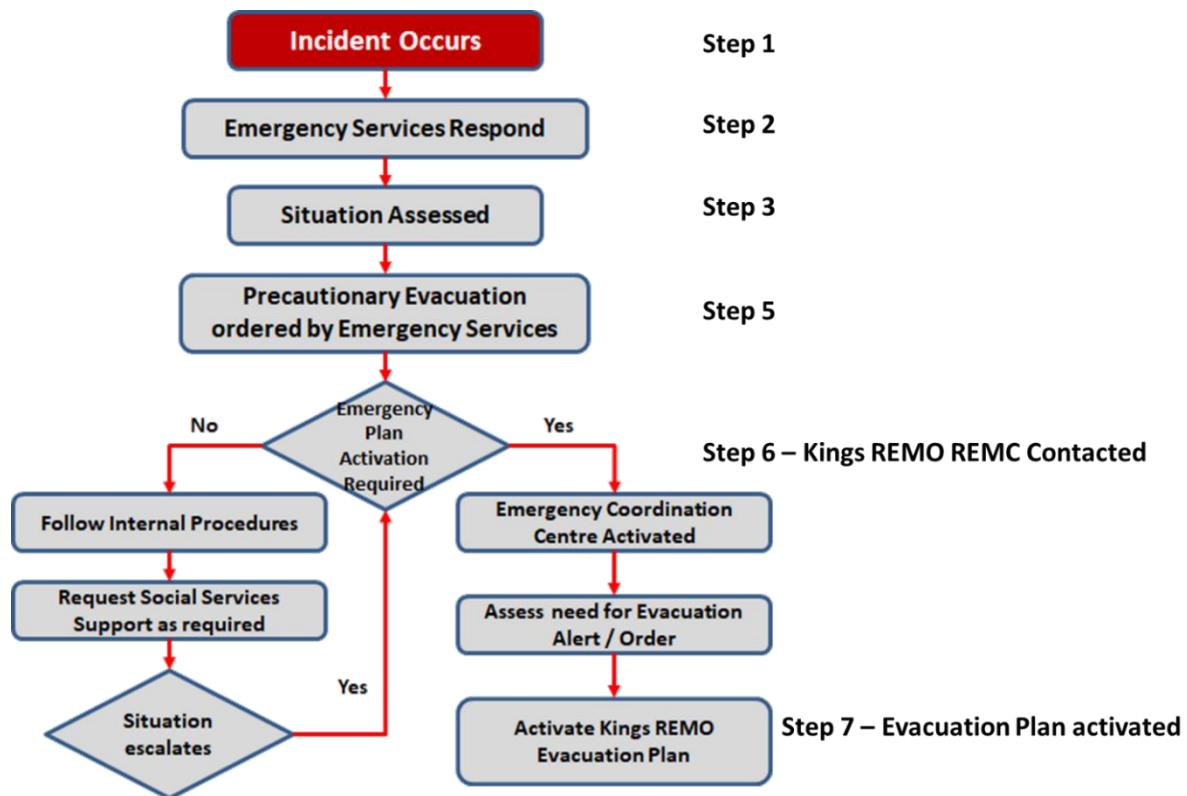 Incident Occurs
Step 1
Emergency Services Respond
Step 2
Situation Assessed
Step 3
Precautionary Evacuation
ordered by Emergency Services
Step 5
Emergency
Plan
Activation
Required
No
Yes
Step 6 – Kings REMO REMC Contacted
Follow Internal Procedures
Request Social Services
Support as required
Situation
escalates
Yes
Emergency Coordination
Centre Activated
Assess need for Evacuation
Alert / Order
Activate Kings REMO
Evacuation Plan
Step 7 – Evacuation Plan activated